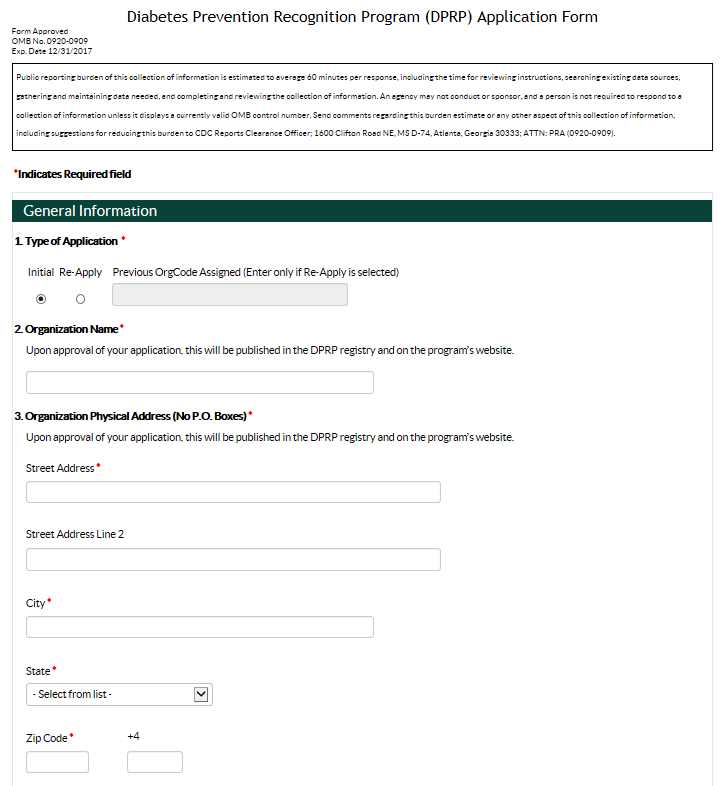 Diabetes Prevention Recognition Program (DPRP) Application Form
Form Approved
OMB No. 0920-0909
Exp. Date 12/31/2017
Public reporting burden of this collection of information is estimated to average 60 minutes per response, including the time for reviewing instructions, searching existing data sources,
gathering and maintaining data needed, and completing and reviewing the collection of information. An agency may not conduct or sponsor, and a person is not required to respond to a
collection of information unless it displays a currently valid OMB control number. Send comments regarding this burden estimate or any other aspect of this collection of information,
including suggestions for reducing this burden to CDC Reports Clearance Officer; 1600 Clifton Road NE, MS D-74, Atlanta, Georgia 30333; ATTN: PRA (0920-0909).
*Indicates Required field
General Information
1. Type of Application *
Initial Re-Apply Previous OrgCode Assigned (Enter only if Re-Apply is selected)
2. Organization Name*
Upon approval of your application, this will be published in the DPRP registry and on the program's website.
3. Organization Physical Address (No P.O. Boxes)*
Upon approval of your application, this will be published in the DPRP registry and on the program's website.
Street Address*
Street Address Line 2
City*
State*
- Select from list -
Zip Code* +4